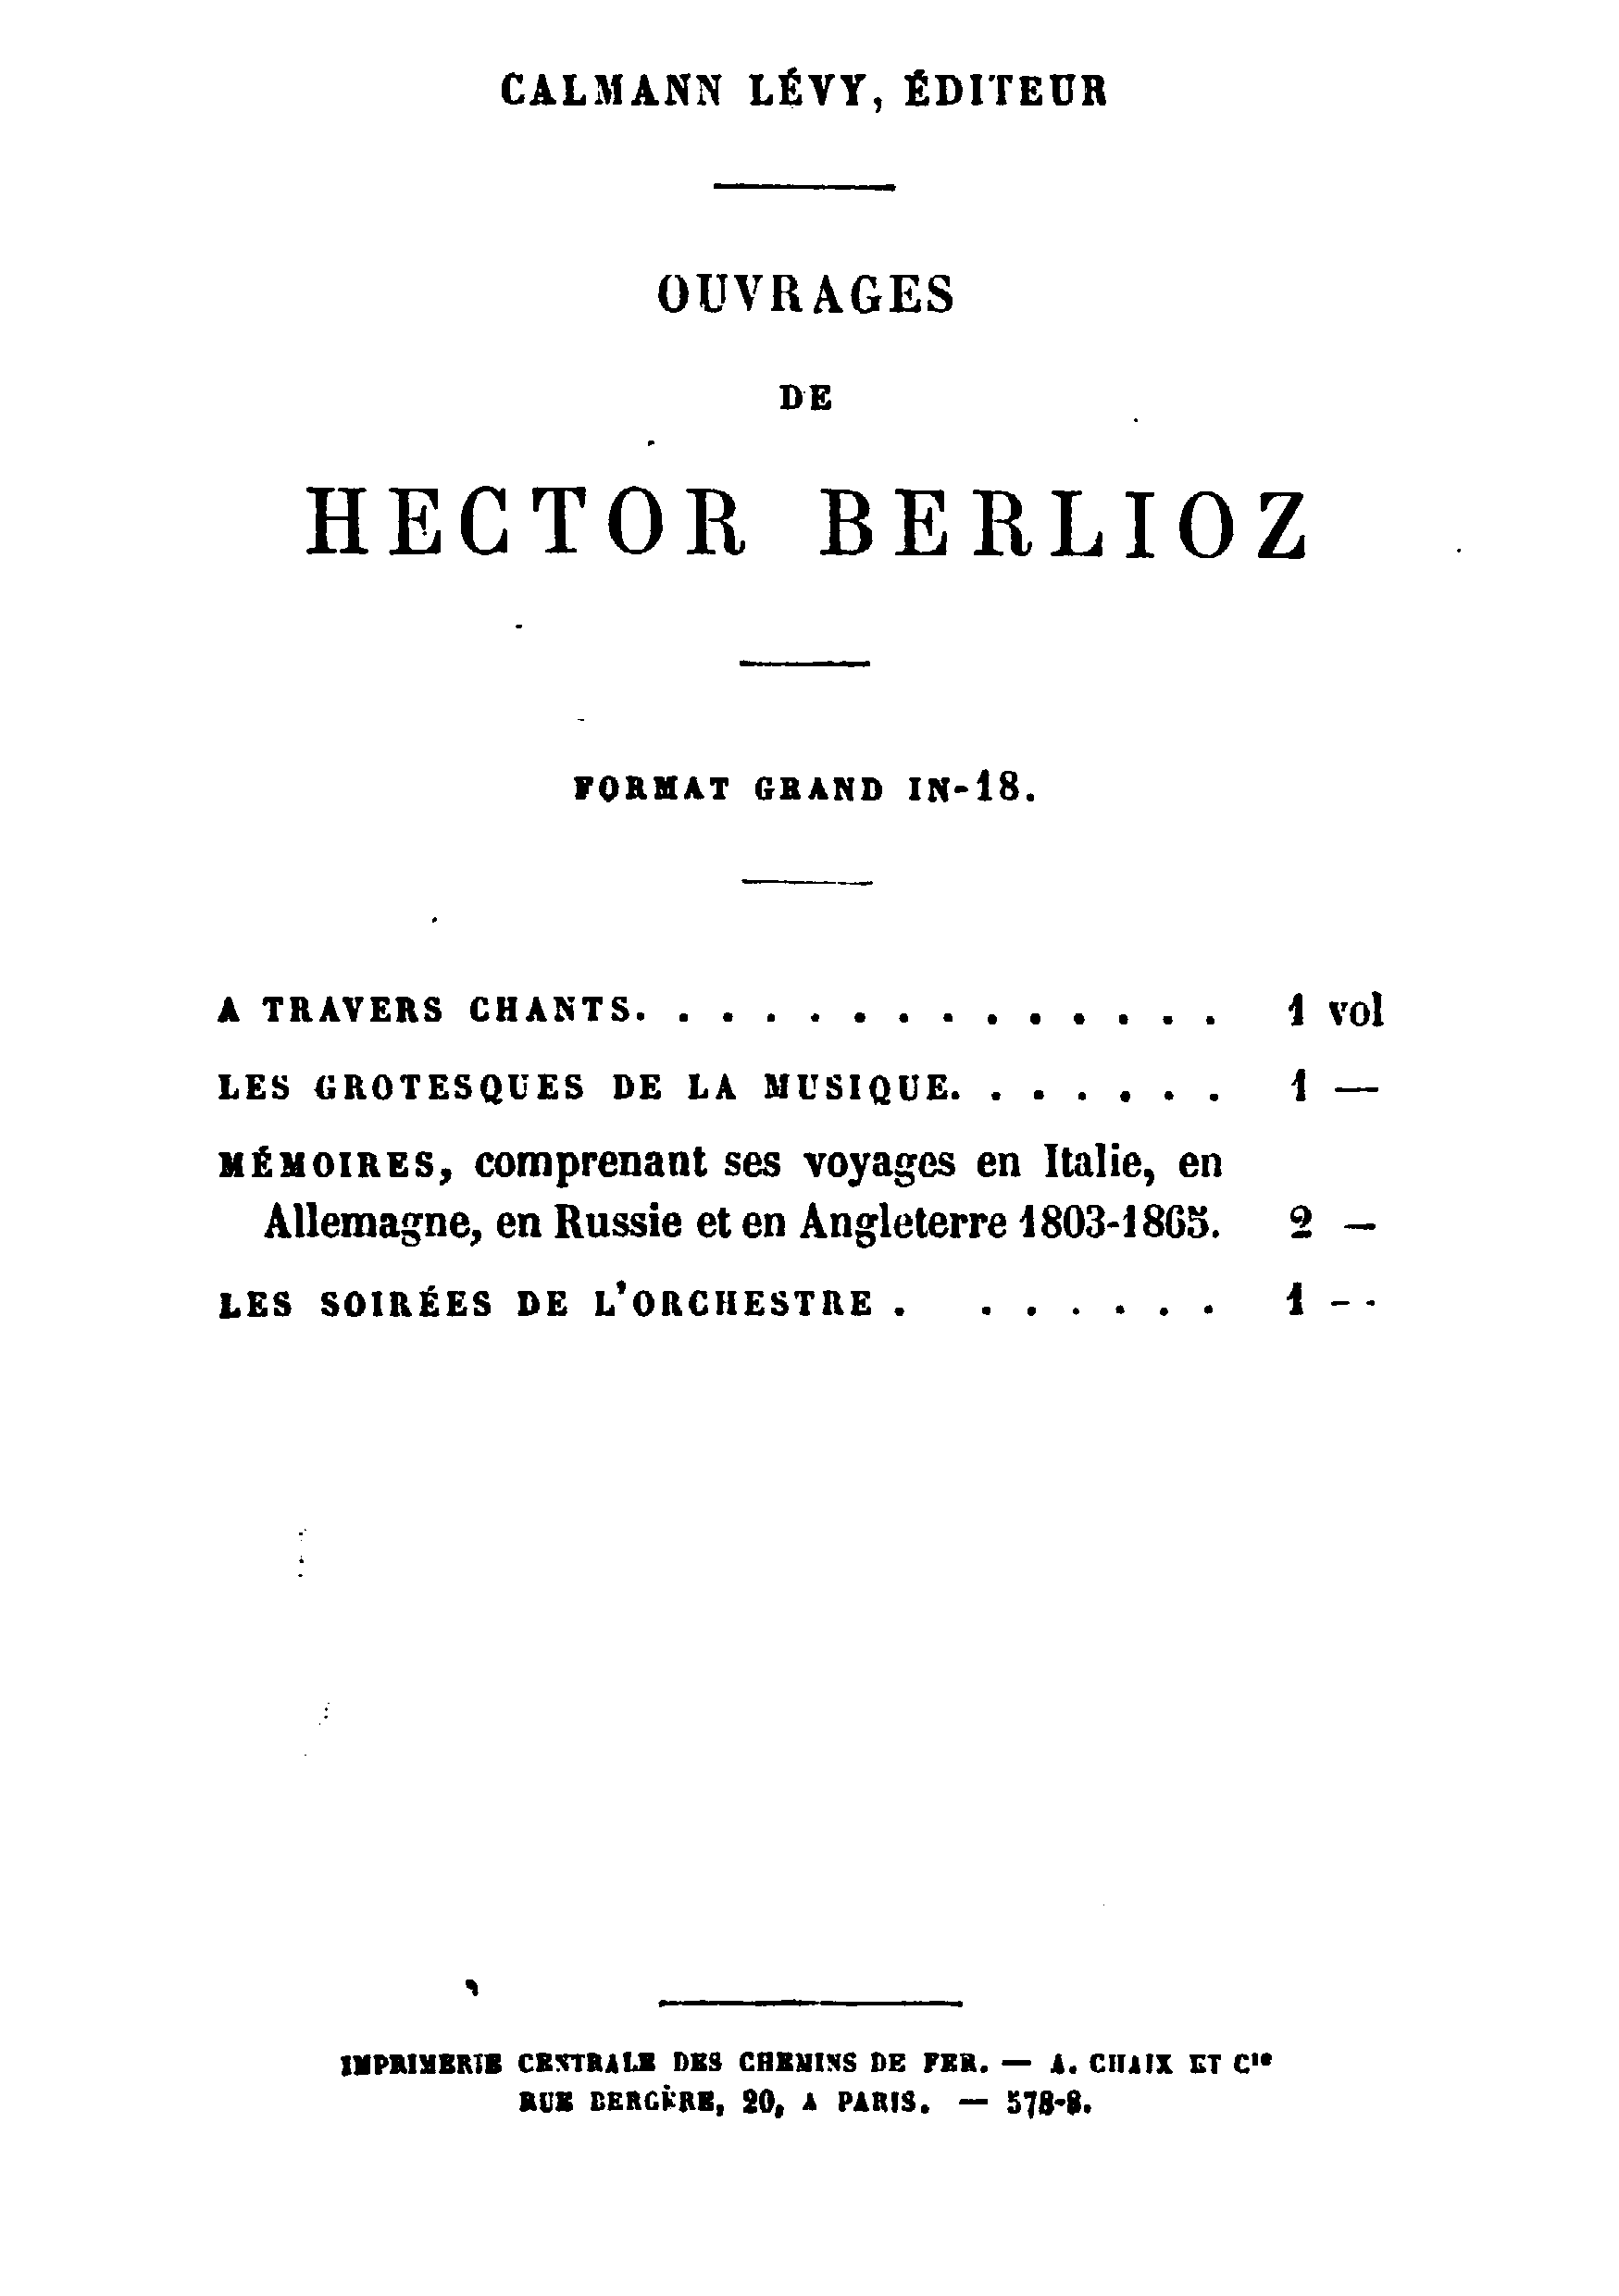 CALMANN LÉVY, ÉDITEUR
OUVRAGES
DE
HECTOR BERLIOZ
FORMAT GRAND IN-18.
A TRAVERS CHANTS. . . . . . . . . . . . . . 1 vol
LES GROTESQUES DE LA MUSIQUE. . . . . . . 1 —
MÉMOIRES, comprenant ses voyages en Italie, en
Allemagne, en Russie et en Angleterre 1803-1865. 2 —
LES SOIRÉES DE L'ORCHESTRE . . . . . . . 1 --
IMPRIMERIE CENTRALE DES CHEMINS DE FER. — A. CHAIX ET Cie
RUE BERGÈRE, 20, A PARIS. — 578-8.